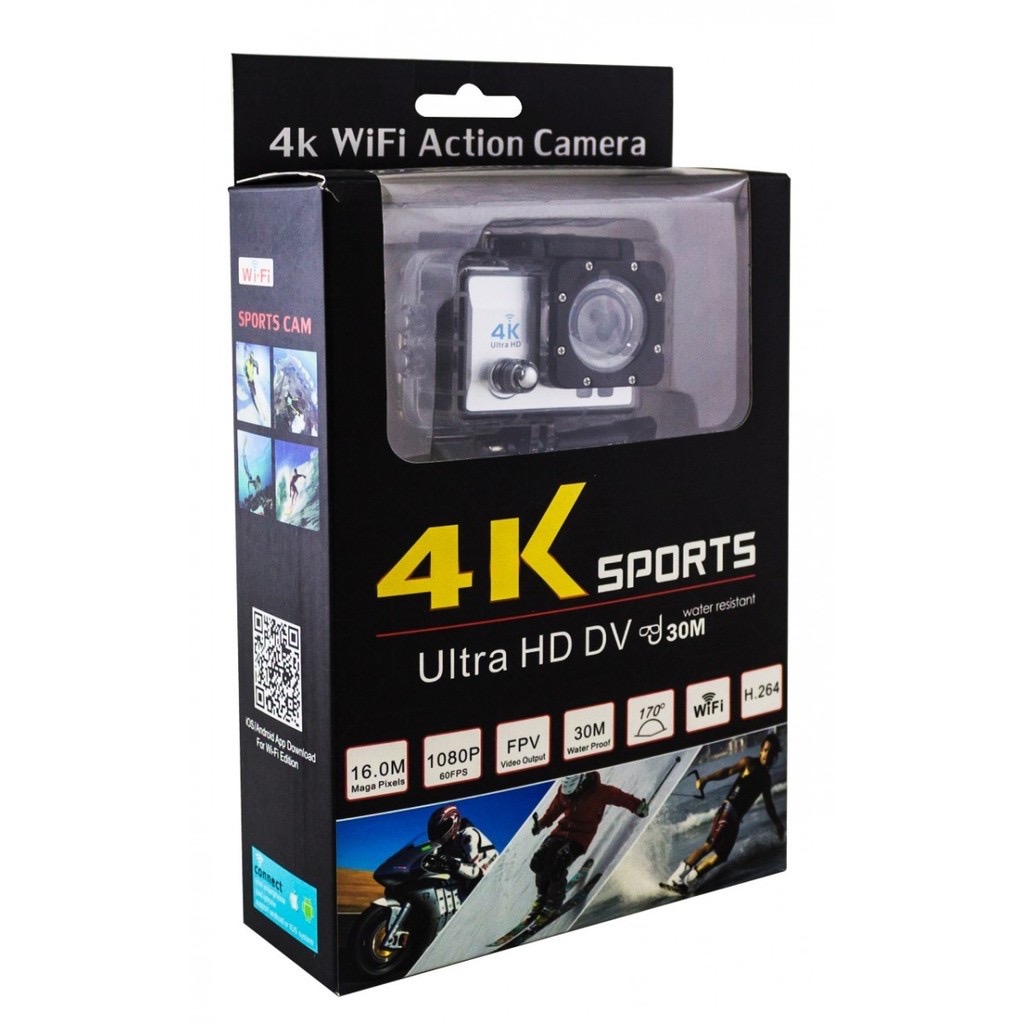 4k WiFi Action Camera
Wi-Fi
SPORTS CAM
4K
Ultra HD
4K SPORTS
water resistant
Ultra HD DV 30M
16.0M
Maga Pixels
1080P
60FPS
FPV
Video Output
30M
Water Proof
170°
WiFi
H.264
iOS/Android App Download
For Wi-Fi Edition
connect